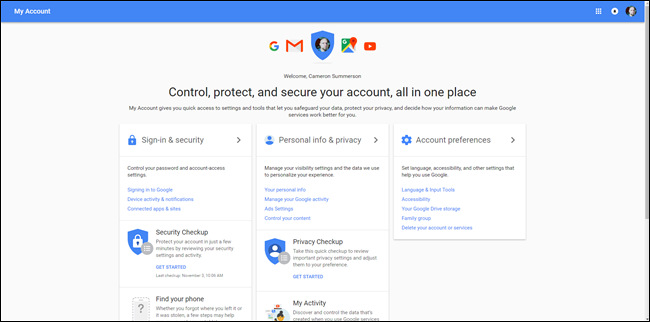 My Account
Welcome, Cameron Summerson
Control, protect, and secure your account, all in one place
My Account gives you quick access to settings and tools that let you safeguard your data, protect your privacy, and decide how your information can make Google
services work better for you.
Sign-in & security
Control your password and account-access
settings.
Signing in to Google
Device activity & notifications
Connected apps & sites
Security Checkup
Protect your account in just a few
minutes by reviewing your security
settings and activity.
GET STARTED
Last checkup: November 3, 10:06 AM
Find your phone
Whether you forgot where you left it or
it was stolen, a few steps may help
Personal info & privacy
Manage your visibility settings and the data we use
to personalize your experience.
Your personal info
Manage your Google activity
Ads Settings
Control your content
Privacy Checkup
Take this quick checkup to review
important privacy settings and adjust
them to your preference.
GET STARTED
My Activity
Discover and control the data that's
created when you use Google services
Account preferences
Set language, accessibility, and other settings that
help you use Google.
Language & Input Tools
Accessibility
Your Google Drive storage
Family group
Delete your account or services